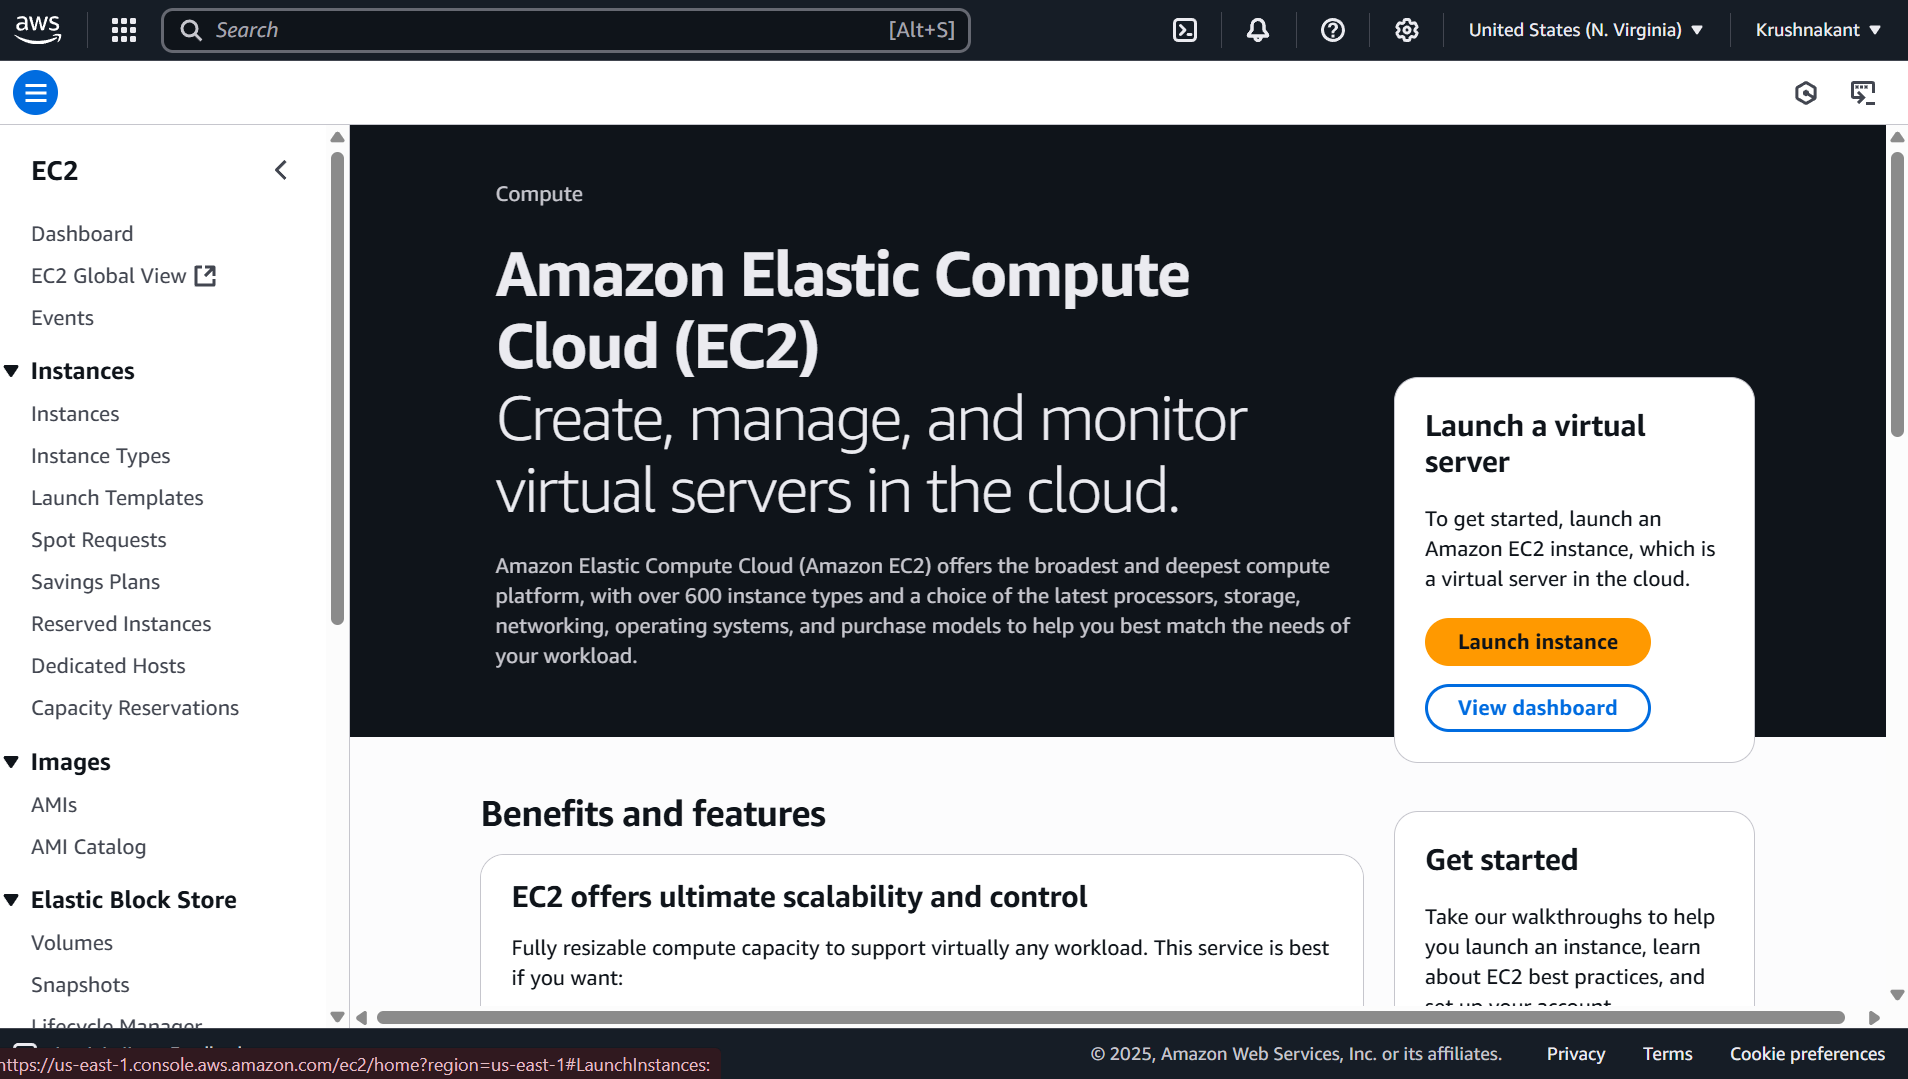 aws
Search
[Alt+S]
United States (N. Virginia)
Krushnakant
EC2
Dashboard
EC2 Global View
Events
Instances
Instances
Instance Types
Launch Templates
Spot Requests
Savings Plans
Reserved Instances
Dedicated Hosts
Capacity Reservations
Images
AMIs
AMI Catalog
Elastic Block Store
Volumes
Snapshots
Lifecycle Manager
Compute
Amazon Elastic Compute
Cloud (EC2)
Create, manage, and monitor
virtual servers in the cloud.
Amazon Elastic Compute Cloud (Amazon EC2) offers the broadest and deepest compute
platform, with over 600 instance types and a choice of the latest processors, storage,
networking, operating systems, and purchase models to help you best match the needs of
your workload.
Launch a virtual
server
To get started, launch an
Amazon EC2 instance, which is
a virtual server in the cloud.
Launch instance
View dashboard
Benefits and features
EC2 offers ultimate scalability and control
Fully resizable compute capacity to support virtually any workload. This service is best
if you want:
Get started
Take our walkthroughs to help
you launch an instance, learn
about EC2 best practices, and
set up your account.
https://us-east-1.console.aws.amazon.com/ec2/home?region=us-east-1#LaunchInstances:
© 2025, Amazon Web Services, Inc. or its affiliates.
Privacy
Terms
Cookie preferences